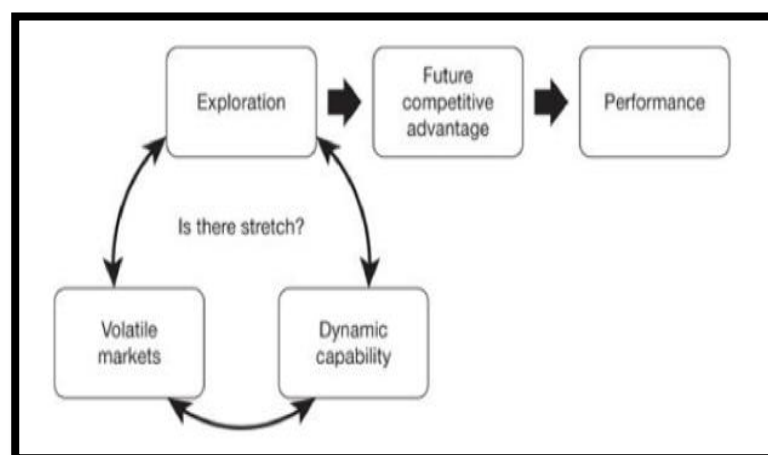 Exploration
Future
competitive
advantage
Performance
Is there stretch?
Volatile
markets
Dynamic
capability